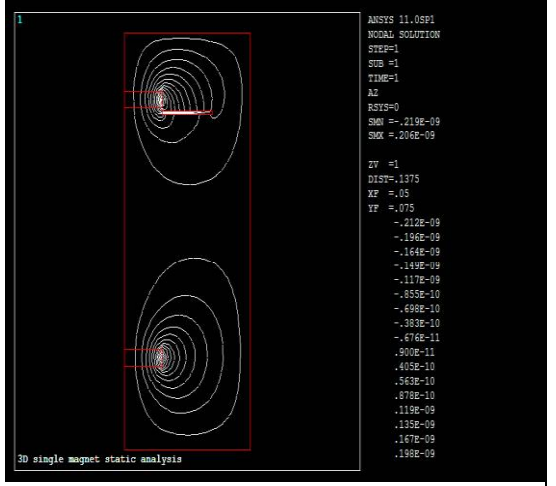 1
ANSYS 11.0SP1
NODAL SOLUTION
STEP=1
SUB =1
TIME=1
AZ
RSYS=0
SMN =-.219E-09
SMX =.206E-09
ZV =1
DIST=.1375
XF =.05
YF =.075
-.212E-09
-.196E-09
-.164E-09
-.149E-09
-.117E-09
-.855E-10
-.698E-10
-.383E-10
-.676E-11
.900E-11
.405E-10
.563E-10
.878E-10
.119E-09
.135E-09
.167E-09
.198E-09
3D single magnet static analysis